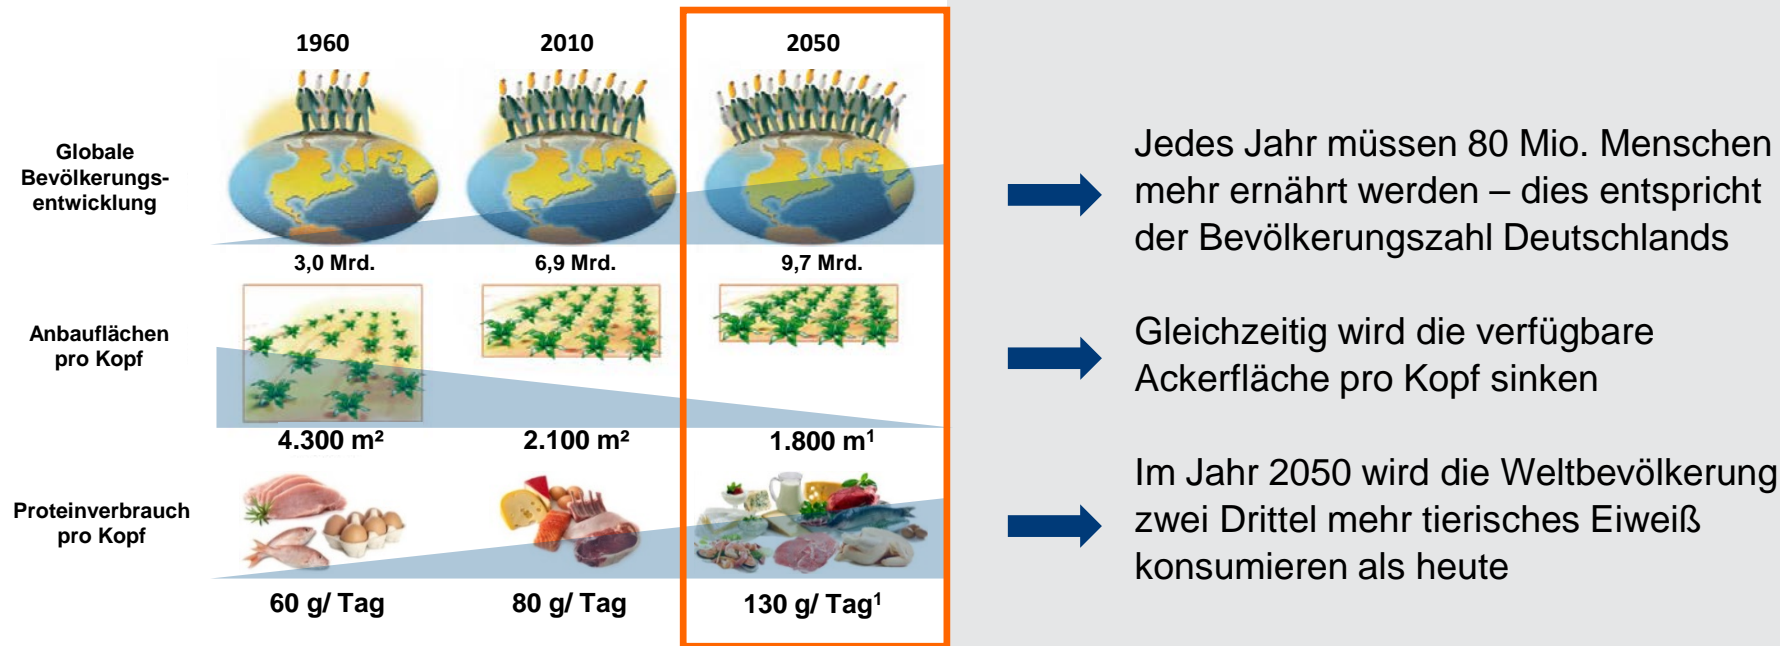 1960
2010
2050
Globale
Bevölkerungs-
entwicklung
3,0 Mrd.
6,9 Mrd.
9,7 Mrd.
Anbauflächen
pro Kopf
4.300 m²
2.100 m²
1.800 m¹
Proteinverbrauch
pro Kopf
60 g/ Tag
80 g/ Tag
130 g/ Tag¹
Jedes Jahr müssen 80 Mio. Menschen
mehr ernährt werden – dies entspricht
der Bevölkerungszahl Deutschlands
Gleichzeitig wird die verfügbare
Ackerfläche pro Kopf sinken
Im Jahr 2050 wird die Weltbevölkerung
zwei Drittel mehr tierisches Eiweiß
konsumieren als heute